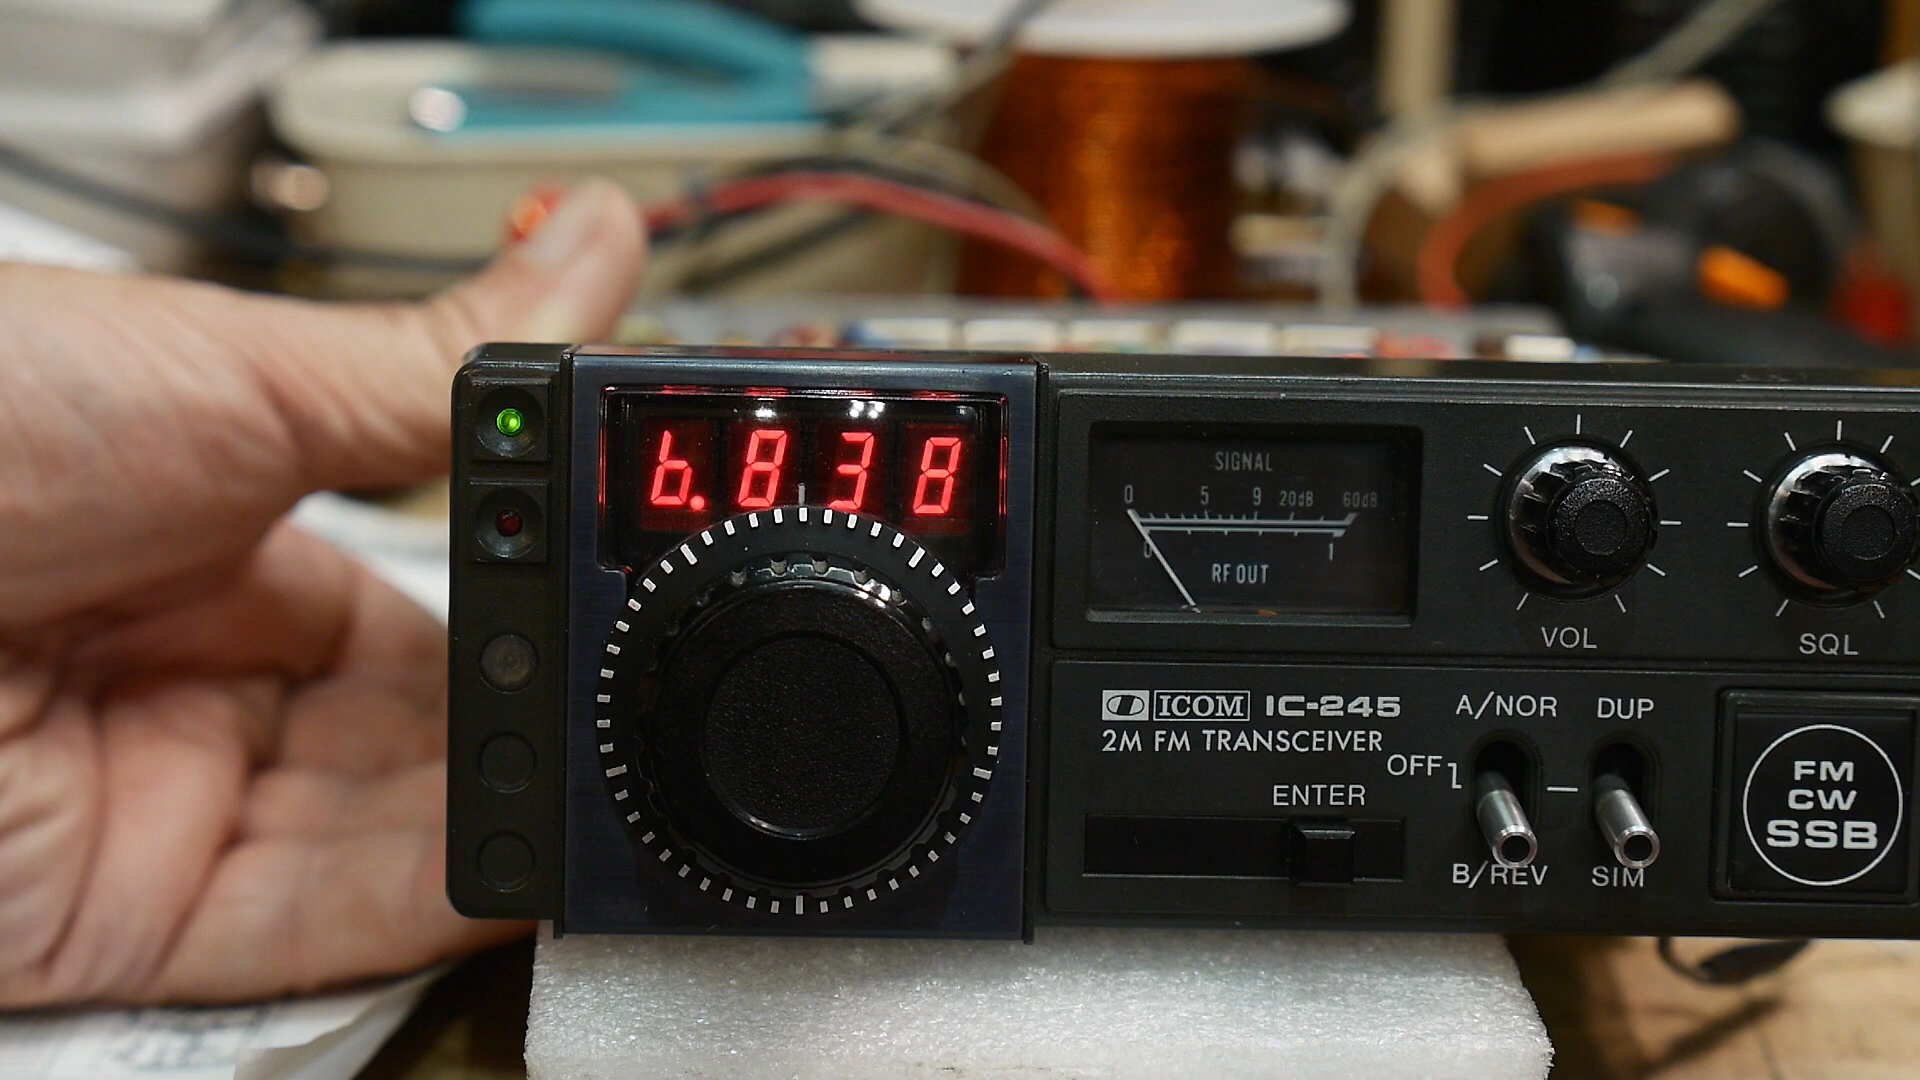 6.838
SIGNAL
0 5 9 20dB 60dB
0 1
RF OUT
VOL
SQL
ICOM IC-245
2M FM TRANSCEIVER
A/NOR
DUP
OFF
ENTER
B/REV
SIM
FM
CW
SSB